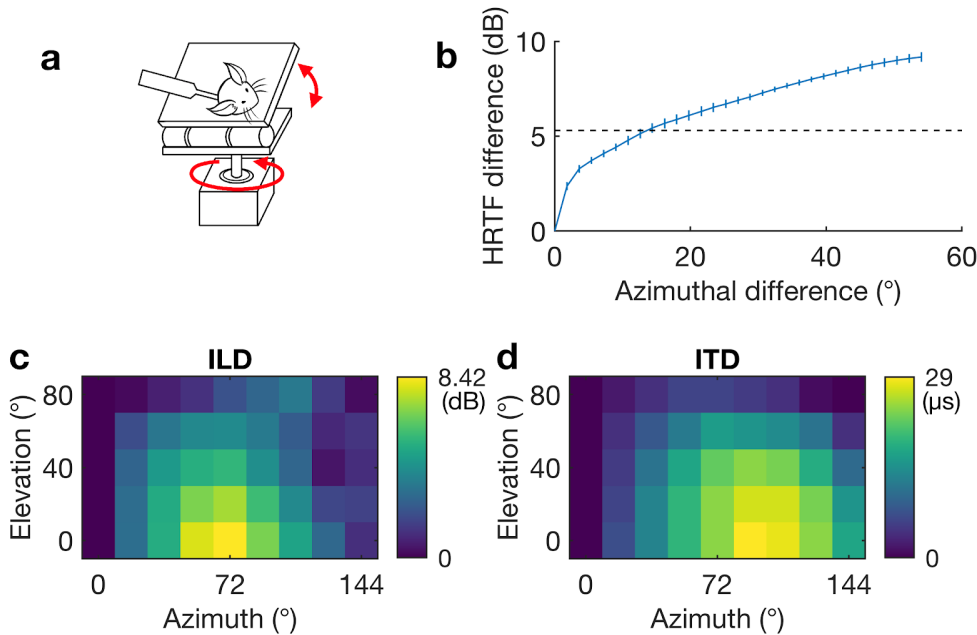 a
b
HRTF difference (dB)
10
5
0
0
20
40
60
Azimuthal difference (°)
c
ILD
Elevation (°)
80
40
0
0
72
144
Azimuth (°)
8.42
(dB)
0
d
ITD
Elevation (°)
80
40
0
0
72
144
Azimuth (°)
29
(µs)
0